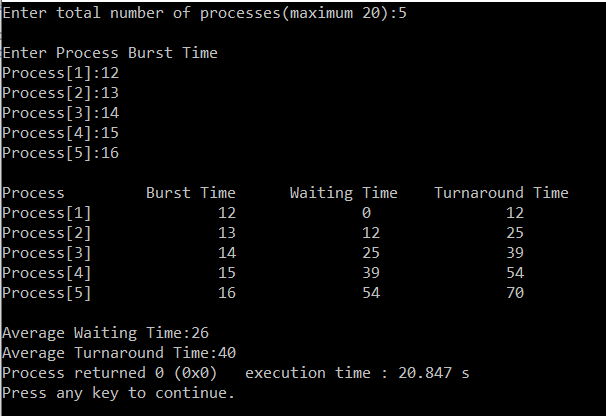 Enter total number of processes(maximum 20):5
Enter Process Burst Time
Process[1]:12
Process[2]:13
Process[3]:14
Process[4]:15
Process[5]:16
Process Burst Time Waiting Time Turnaround Time
Process[1] 12 0 12
Process[2] 13 12 25
Process[3] 14 25 39
Process[4] 15 39 54
Process[5] 16 54 70
Average Waiting Time:26
Average Turnaround Time:40
Process returned 0 (0x0) execution time : 20.847 s
Press any key to continue.